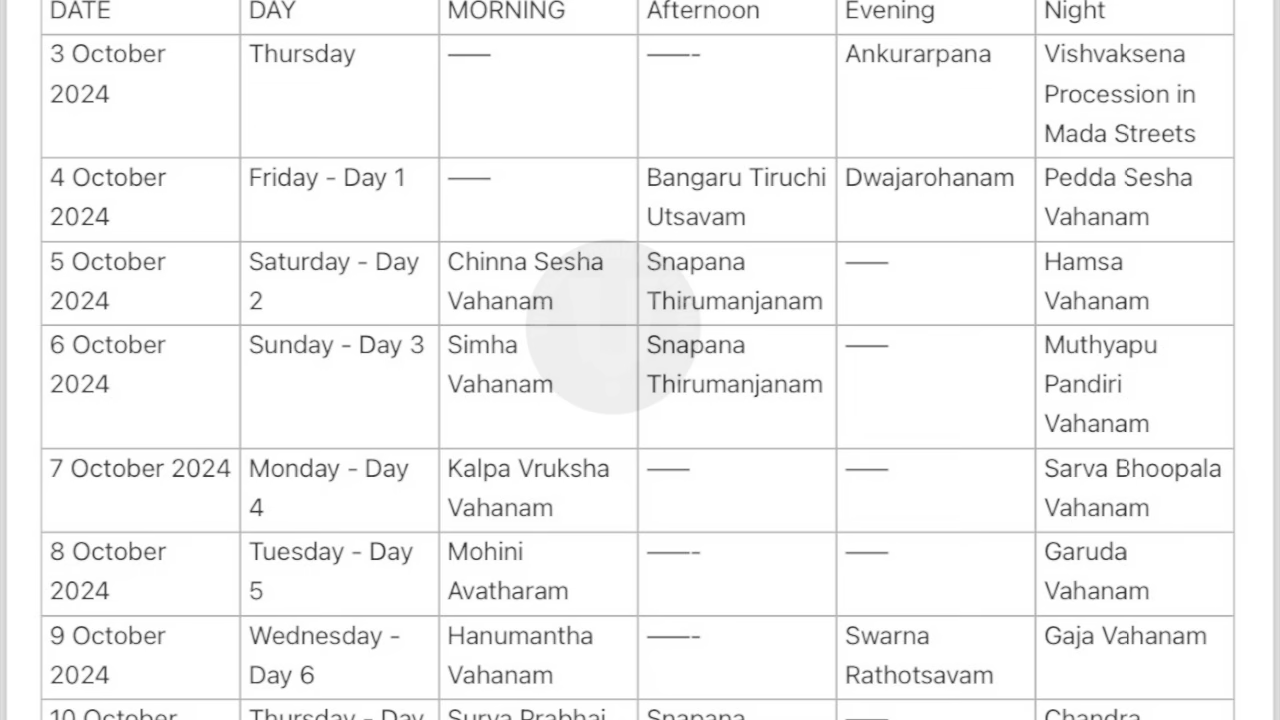 DATE DAY MORNING Afternoon Evening Night
3 October Thursday —— ——- Ankurarpana Vishvaksena
2024 Procession in
Mada Streets
4 October Friday - Day 1 —— Bangaru Tiruchi Dwajarohanam Pedda Sesha
2024 Utsavam Vahanam
5 October Saturday - Day Chinna Sesha Snapana —— Hamsa
2024 2 Vahanam Thirumanjanam Vahanam
6 October Sunday - Day 3 Simha Snapana —— Muthyapu
2024 Vahanam Thirumanjanam Pandiri
Vahanam
7 October 2024 Monday - Day Kalpa Vruksha —— —— Sarva Bhoopala
4 Vahanam Vahanam
8 October Tuesday - Day Mohini ——- —— Garuda
2024 5 Avatharam Vahanam
9 October Wednesday - Hanumantha ——- Swarna Gaja Vahanam
2024 Day 6 Vahanam Rathotsavam
10 October Thursday - Day Surya Prabhai Snapana —— Chandra